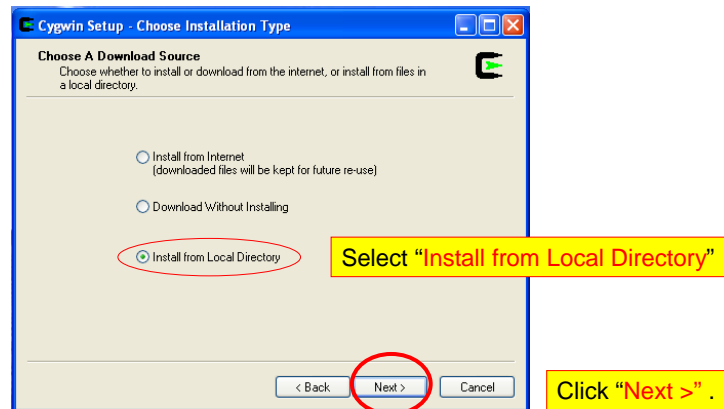 Cygwin Setup - Choose Installation Type
Choose A Download Source
Choose whether to install or download from the internet, or install from files in
a local directory.
Install from Internet
(downloaded files will be kept for future re-use)
Download Without Installing
Install from Local Directory
Select “Install from Local Directory”
< Back
Next >
Cancel
Click “Next >” .